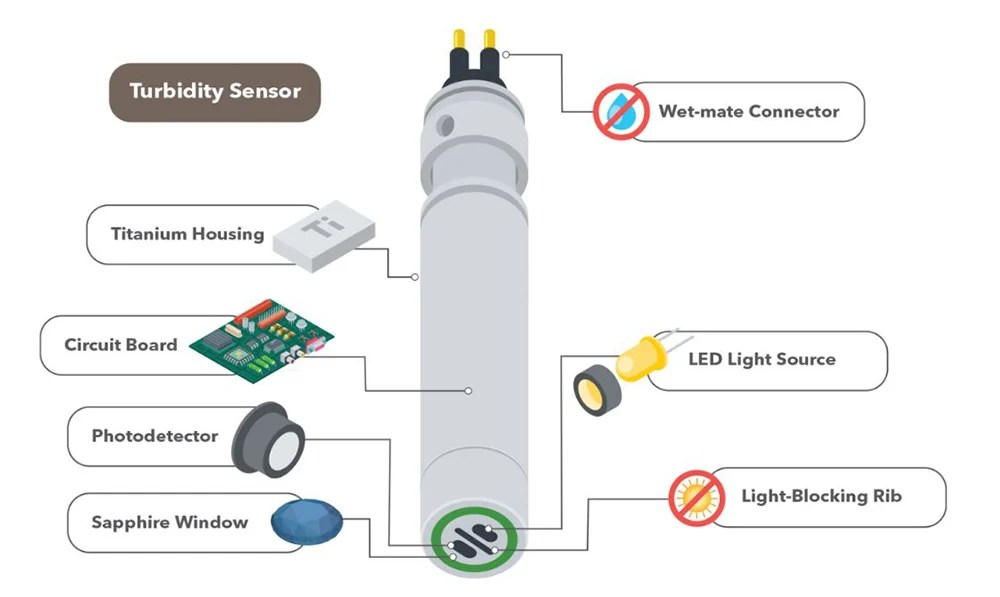 Turbidity Sensor
Wet-mate Connector
Titanium Housing
Ti
Circuit Board
LED Light Source
Photodetector
Light-Blocking Rib
Sapphire Window